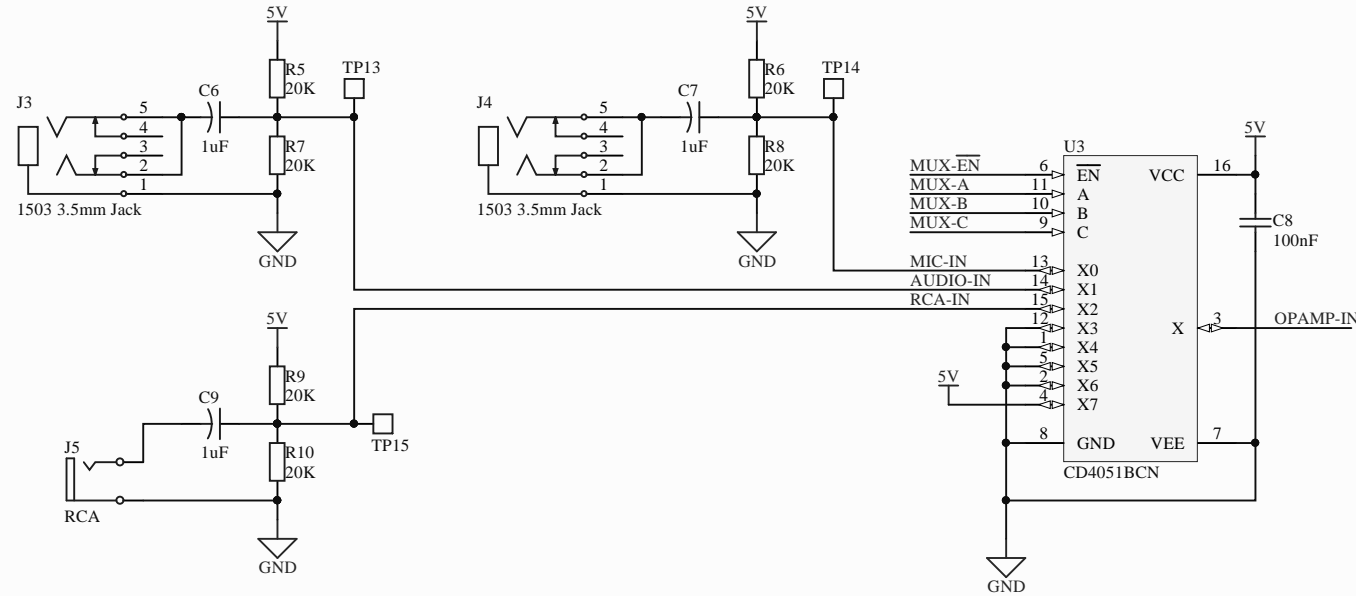 5V
R5
20K
TP13
C6
1uF
J3
5
4
3
2
1
R7
20K
1503 3.5mm Jack
GND
5V
R6
20K
TP14
C7
1uF
J4
5
4
3
2
1
R8
20K
1503 3.5mm Jack
GND
5V
U3
MUX-EN 6 EN VCC 16
MUX-A 11 A
MUX-B 10 B
MUX-C 9 C
C8
100nF
MIC-IN 13 X0
AUDIO-IN 14 X1
RCA-IN 15 X2
12 X3 X 3 OPAMP-IN
1 X4
5 X5
2 X6
5V 4 X7
8 GND VEE 7
CD4051BCN
GND
5V
R9
20K
C9
1uF
TP15
J5
R10
20K
RCA
GND